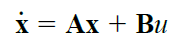 ẋ = Ax + Bu